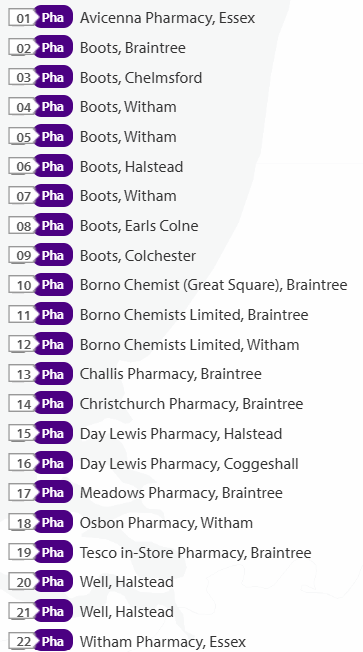 01 Pha Avicenna Pharmacy, Essex
02 Pha Boots, Braintree
03 Pha Boots, Chelmsford
04 Pha Boots, Witham
05 Pha Boots, Witham
06 Pha Boots, Halstead
07 Pha Boots, Witham
08 Pha Boots, Earls Colne
09 Pha Boots, Colchester
10 Pha Borno Chemist (Great Square), Braintree
11 Pha Borno Chemists Limited, Braintree
12 Pha Borno Chemists Limited, Witham
13 Pha Challis Pharmacy, Braintree
14 Pha Christchurch Pharmacy, Braintree
15 Pha Day Lewis Pharmacy, Halstead
16 Pha Day Lewis Pharmacy, Coggeshall
17 Pha Meadows Pharmacy, Braintree
18 Pha Osbon Pharmacy, Witham
19 Pha Tesco in-Store Pharmacy, Braintree
20 Pha Well, Halstead
21 Pha Well, Halstead
22 Pha Witham Pharmacy, Essex